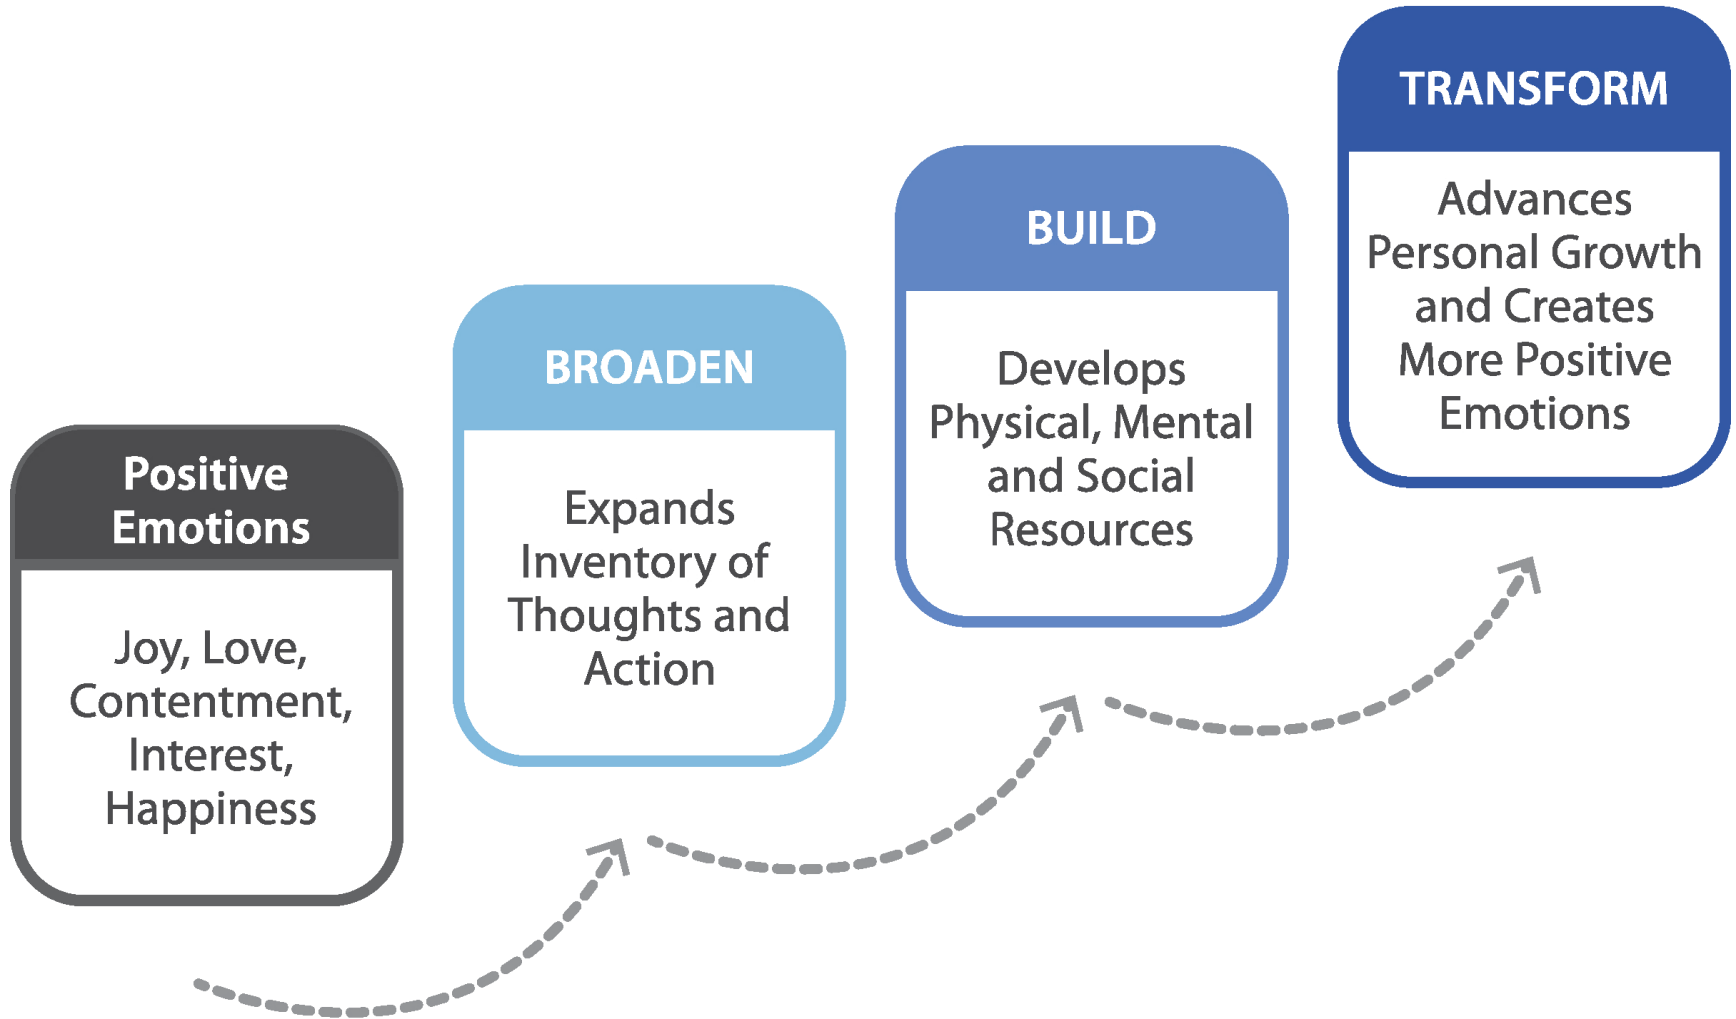 Positive
Emotions
Joy, Love,
Contentment,
Interest,
Happiness
BROADEN
Expands
Inventory of
Thoughts and
Action
BUILD
Develops
Physical, Mental
and Social
Resources
TRANSFORM
Advances
Personal Growth
and Creates
More Positive
Emotions